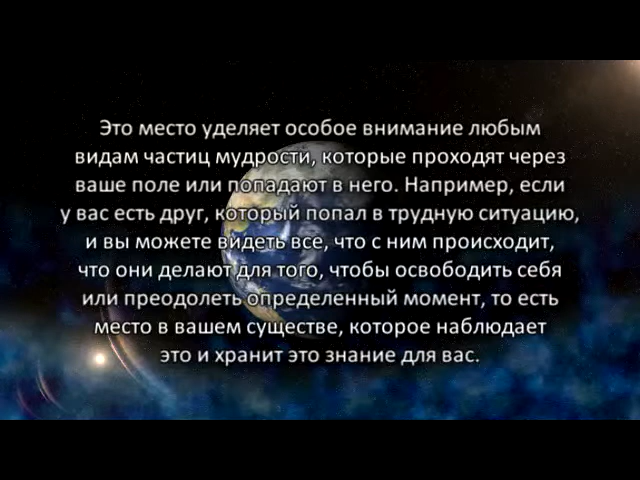 Это место уделяет особое внимание любым
видам частиц мудрости, которые проходят через
ваше поле или попадают в него. Например, если
у вас есть друг, который попал в трудную ситуацию,
и вы можете видеть все, что с ним происходит,
что они делают для того, чтобы освободить себя
или преодолеть определенный момент, то есть
место в вашем существе, которое наблюдает
это и хранит это знание для вас.